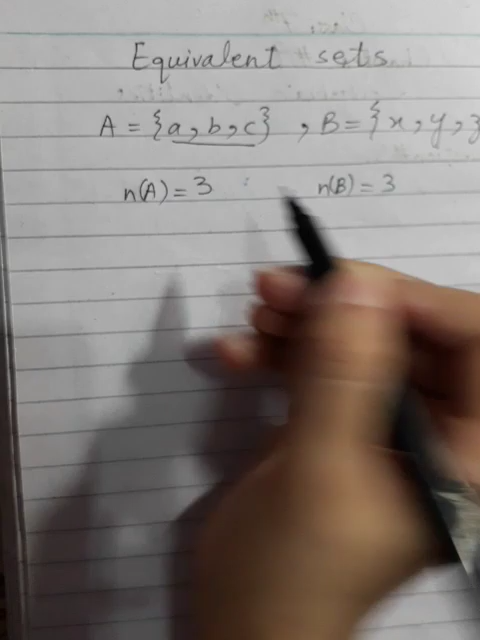 Equivalent sets
A = {a, b, c} , B = {x, y, z
n(A) = 3 n(B) = 3